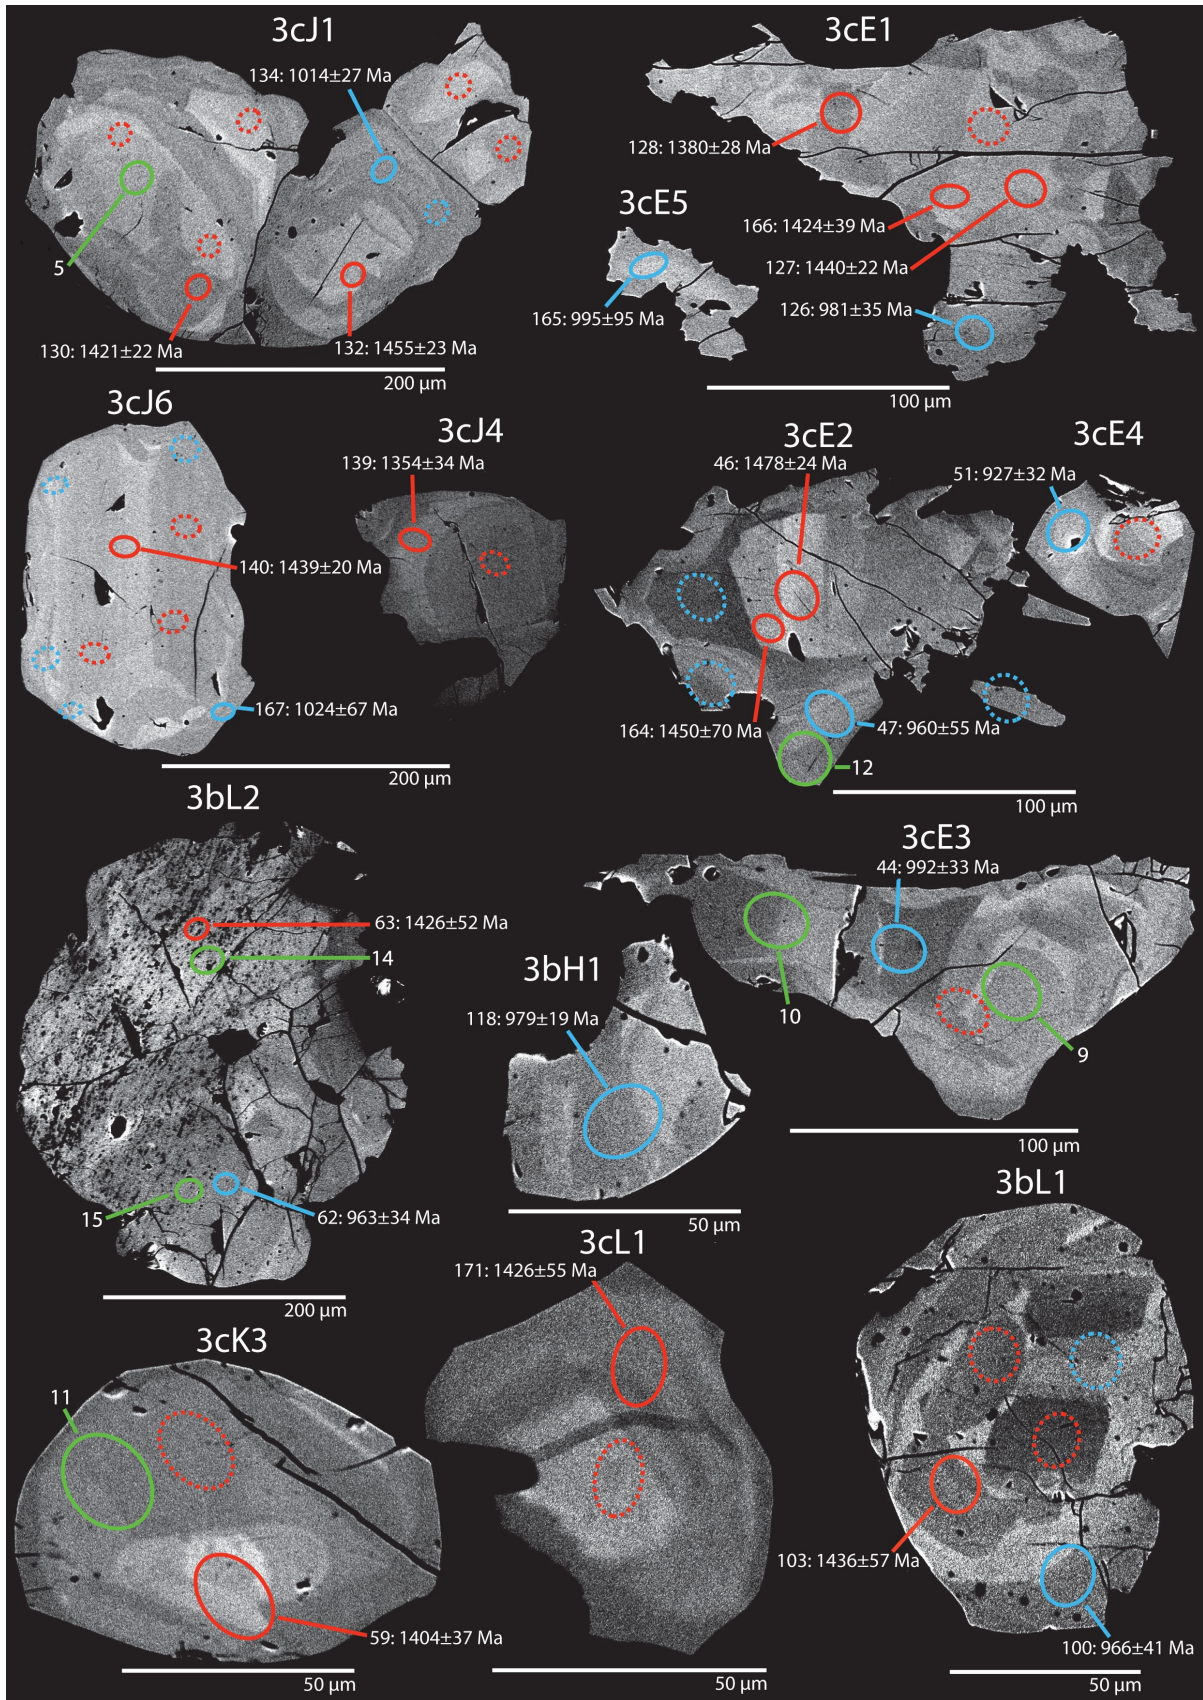 3cJ1
134: 1014±27 Ma
5
130: 1421±22 Ma
132: 1455±23 Ma
200 µm
3cE1
128: 1380±28 Ma
3cE5
166: 1424±39 Ma
127: 1440±22 Ma
165: 995±95 Ma
126: 981±35 Ma
100 µm
3cJ6
140: 1439±20 Ma
167: 1024±67 Ma
200 µm
3cJ4
139: 1354±34 Ma
3cE2
46: 1478±24 Ma
164: 1450±70 Ma
47: 960±55 Ma
12
100 µm
3cE4
51: 927±32 Ma
3bL2
63: 1426±52 Ma
14
15
62: 963±34 Ma
200 µm
3bH1
118: 979±19 Ma
50 µm
3cE3
44: 992±33 Ma
10
9
100 µm
3cK3
11
59: 1404±37 Ma
50 µm
3cL1
171: 1426±55 Ma
50 µm
3bL1
103: 1436±57 Ma
100: 966±41 Ma
50 µm